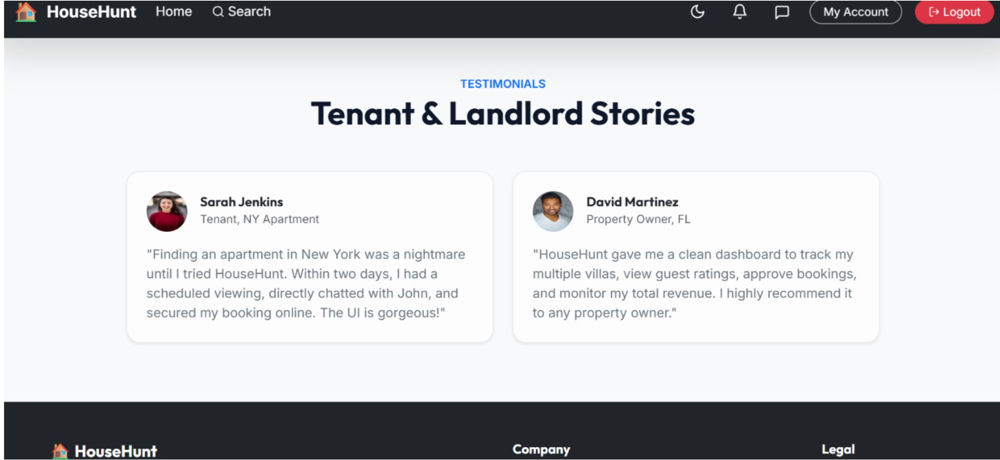 HouseHunt Home Search My Account Logout
TESTIMONIALS
Tenant & Landlord Stories
Sarah Jenkins
Tenant, NY Apartment
"Finding an apartment in New York was a nightmare
until I tried HouseHunt. Within two days, I had a
scheduled viewing, directly chatted with John, and
secured my booking online. The UI is gorgeous!"
David Martinez
Property Owner, FL
"HouseHunt gave me a clean dashboard to track my
multiple villas, view guest ratings, approve bookings,
and monitor my total revenue. I highly recommend it
to any property owner."
HouseHunt Company Legal